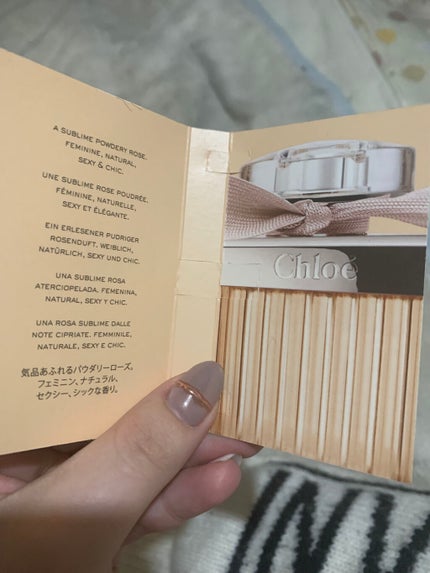 A SUBLIME POWDERY ROSE.
FEMININE, NATURAL,
SEXY & CHIC.
UNE SUBLIME ROSE POUDRÉE.
FÉMININE, NATURELLE,
SEXY ET ÉLÉGANTE.
EIN ERLESENER PUDRIGER
ROSENDUFT. WEIBLICH,
NATÜRLICH, SEXY UND CHIC.
UNA SUBLIME ROSA
ATERCIOPELADA. FEMENINA,
NATURAL, SEXY Y CHIC.
UNA ROSA SUBLIME DALLE
NOTE CIPRIATE. FEMMINILE,
NATURALE, SEXY E CHIC.
気品あふれるパウダリーローズ。
フェミニン、ナチュラル、
セクシー、シックな香り。
Chloé